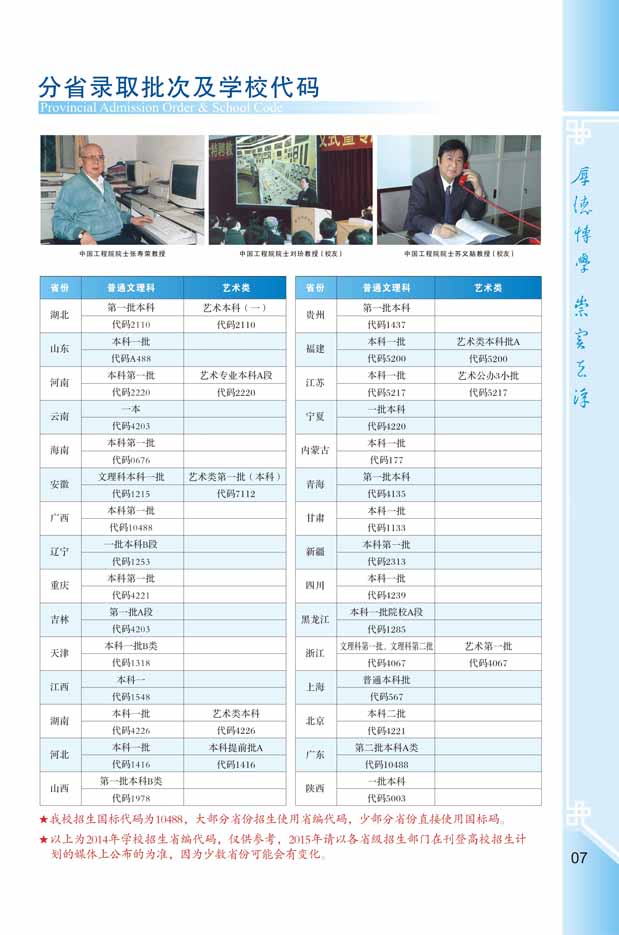 分省录取批次及学校代码
Provincial Admission Order & School Code
中国工程院院士张寿荣教授
中国工程院院士刘玠教授（校友）
中国工程院院士苏义脑教授（校友）
省份 普通文理科 艺术类
湖北 第一批本科 艺术本科（一）
代码2110 代码2110
山东 本科一批
代码A488
河南 本科第一批 艺术专业本科A段
代码2220 代码2220
云南 一本
代码4203
海南 本科第一批
代码0676
安徽 文理科本科一批 艺术类第一批（本科）
代码1215 代码7112
广西 本科第一批
代码10488
辽宁 一批本科B段
代码1253
重庆 本科第一批
代码4221
吉林 第一批A段
代码4203
天津 本科一批B类
代码1318
江西 本科一
代码1548
湖南 本科一批 艺术类本科
代码4226 代码4226
河北 本科一批 本科提前批A
代码1416 代码1416
山西 第一批本科B类
代码1978
省份 普通文理科 艺术类
贵州 第一批本科
代码1437
福建 本科一批 艺术类本科批A
代码5200 代码5200
江苏 本科一批 艺术公办3小批
代码5217 代码5217
宁夏 一批本科
代码4220
内蒙古 本科一批
代码177
青海 第一批本科
代码4135
甘肃 本科一批
代码1133
新疆 本科第一批
代码2313
四川 本科一批
代码4239
黑龙江 本科一批院校A段
代码1285
浙江 文理科第一批、文理科第二批 艺术第一批
代码4067 代码4067
上海 普通本科批
代码567
北京 本科二批
代码4221
广东 第二批本科A类
代码10488
陕西 一批本科
代码5003
★我校招生国标代码为10488，大部分省份招生使用省编代码，少部分省份直接使用国标码。
★以上为2014年学校招生省编代码，仅供参考，2015年请以各省级招生部门在刊登高校招生计
划的媒体上公布的为准，因为少数省份可能会有变化。
厚德博学 崇实去浮
07